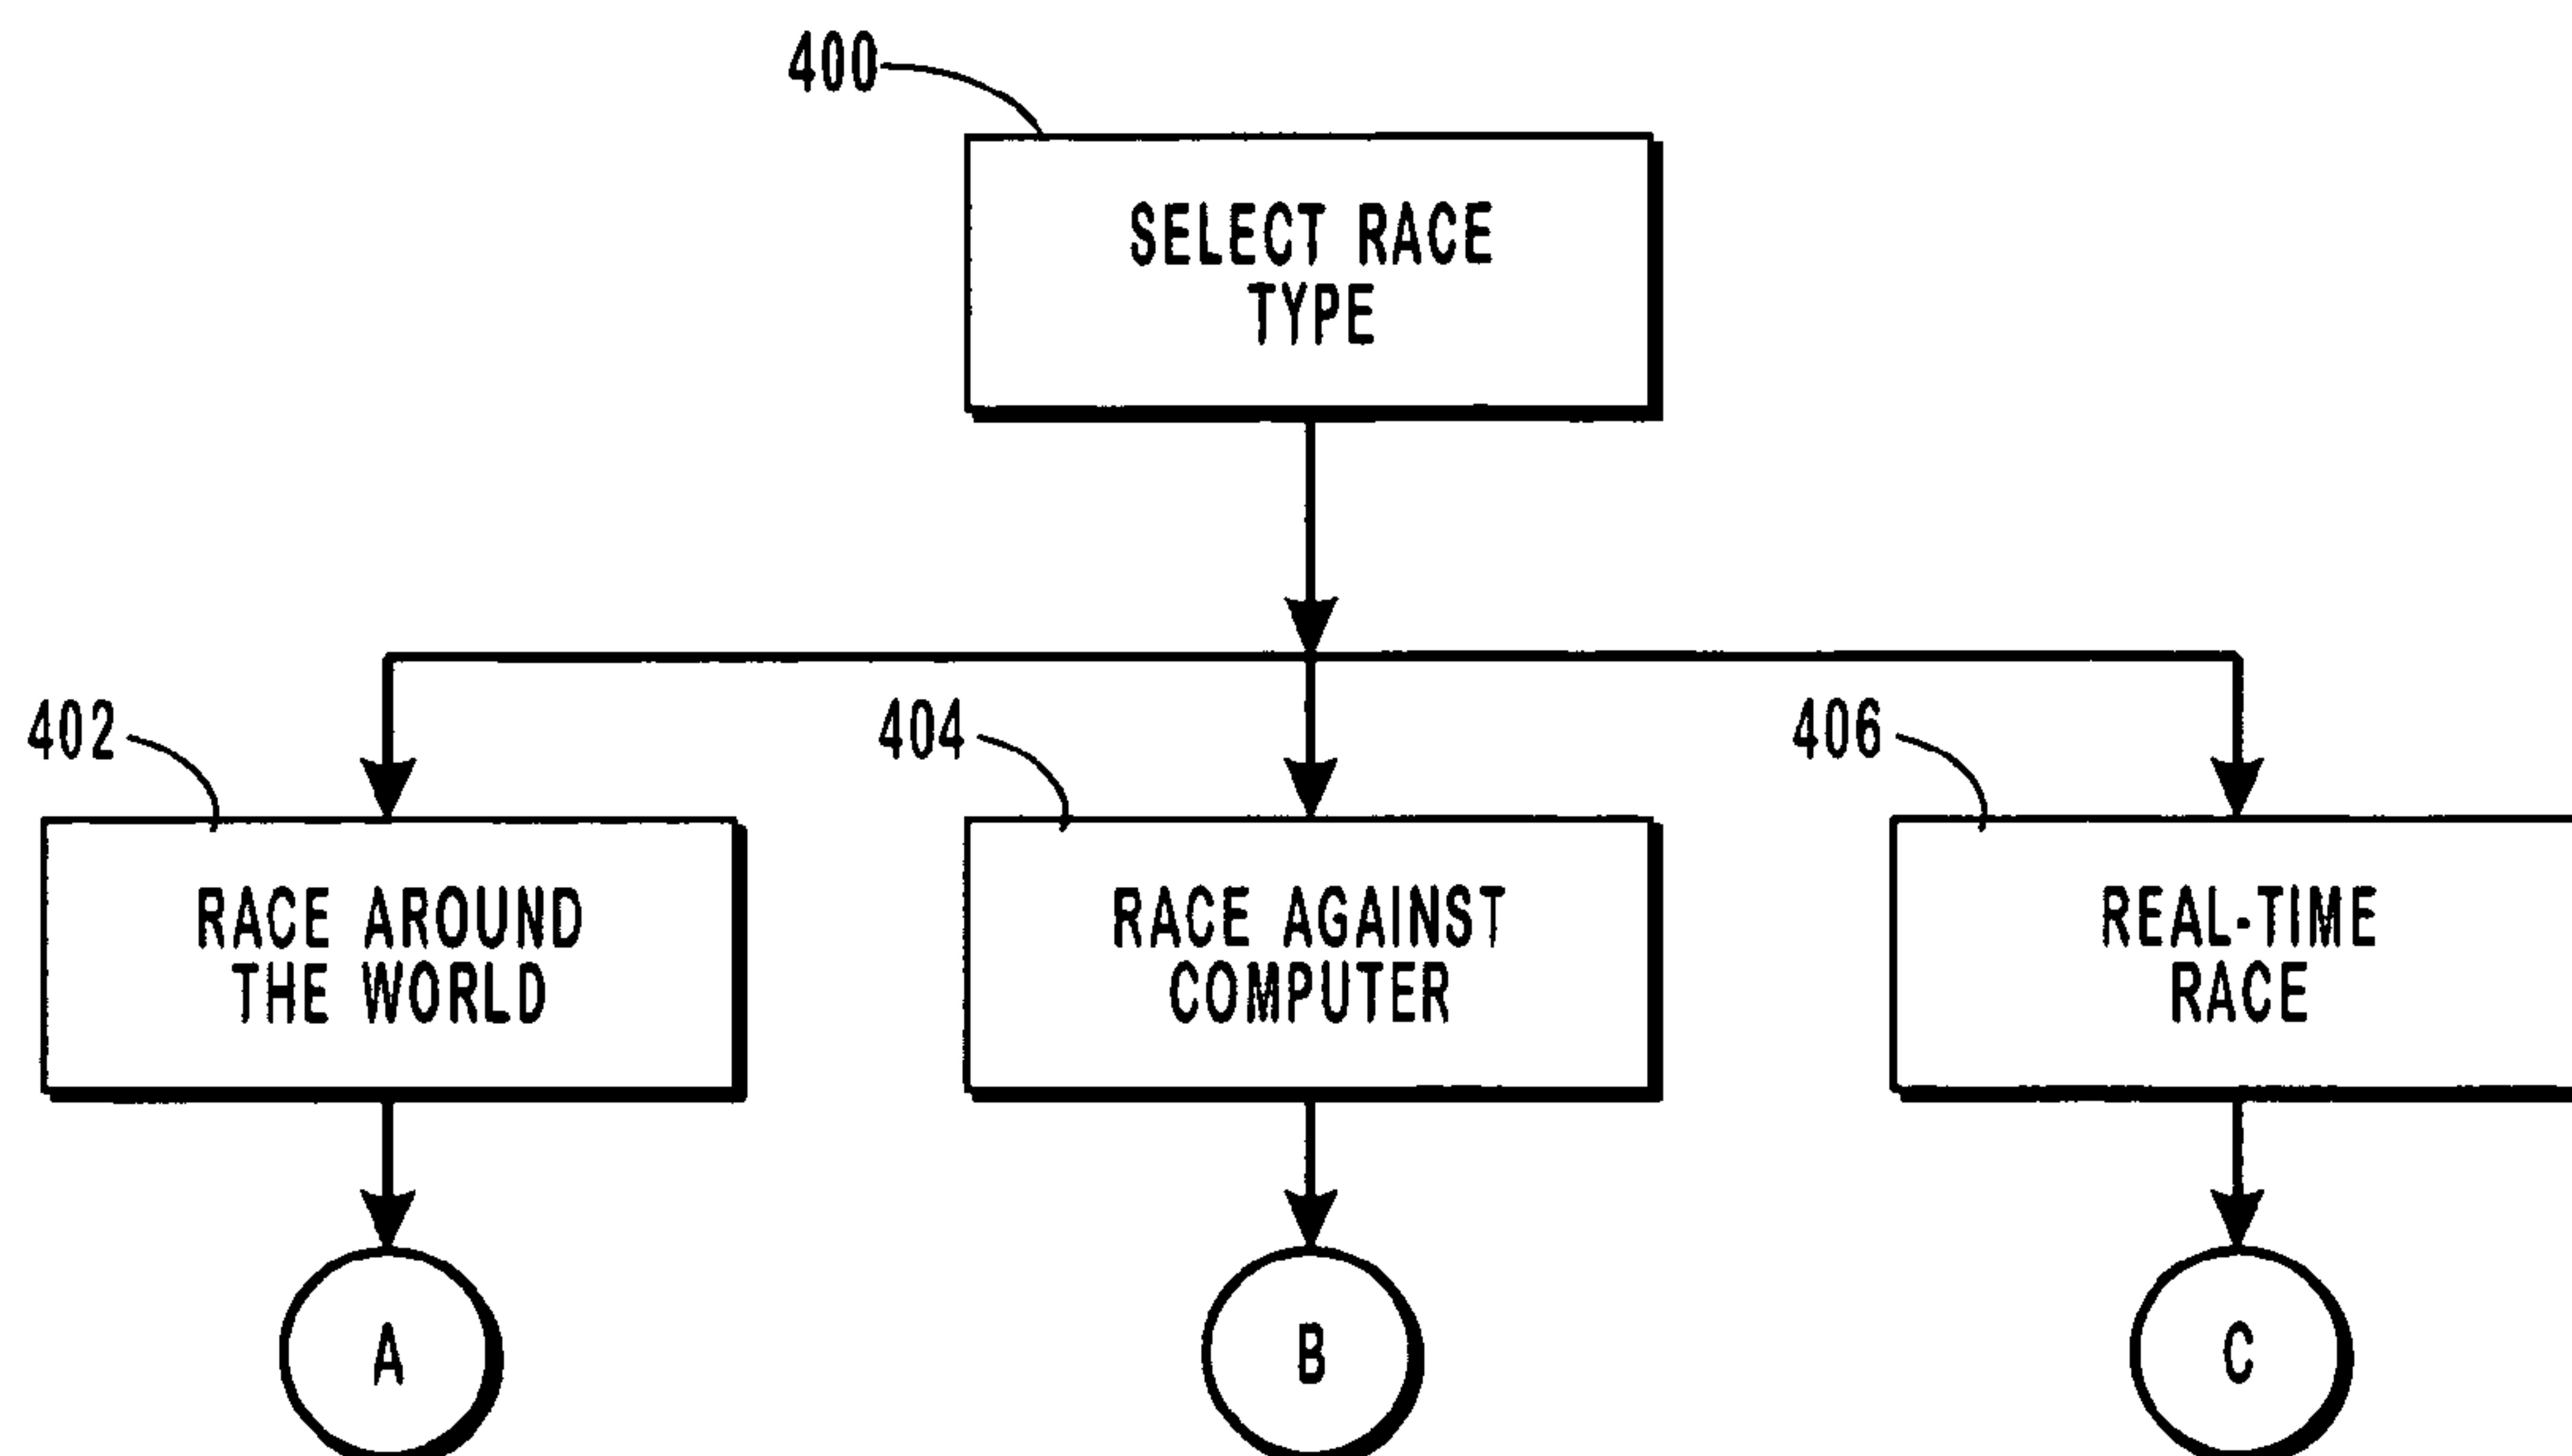 400
SELECT RACE
TYPE
402
404
406
RACE AROUND
THE WORLD
RACE AGAINST
COMPUTER
REAL-TIME
RACE
A
B
C